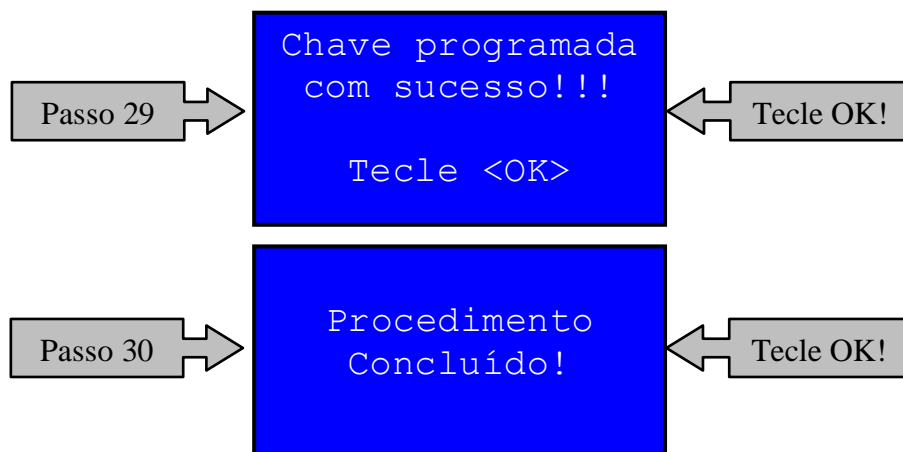 Chave programada
com sucesso!!!
Passo 29
Tecle OK!
Tecle <OK>
Procedimento
Passo 30
Concluído!
Tecle OK!